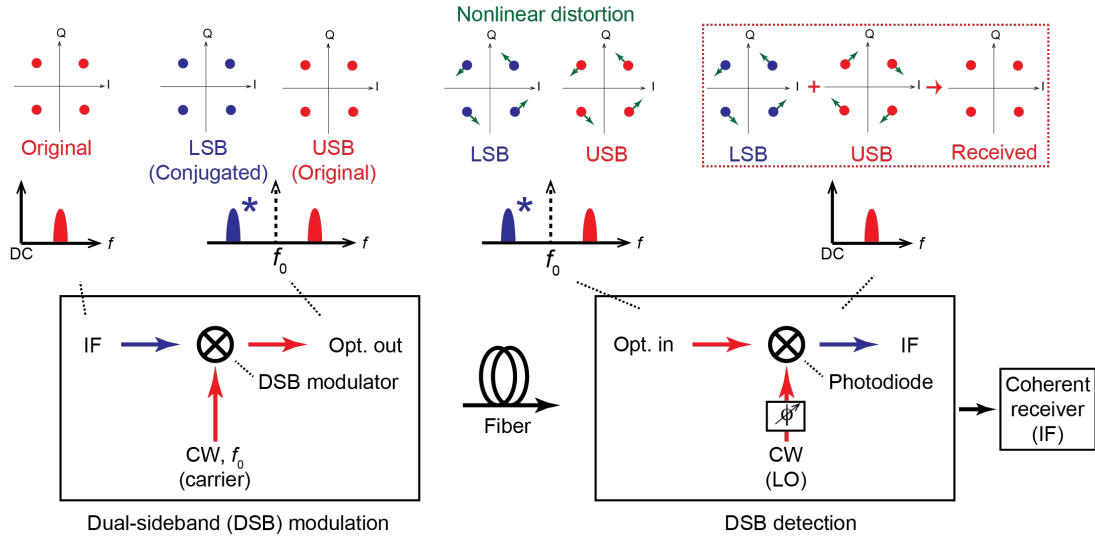 Nonlinear distortion
Q
I
Q
I
Q
I
Q
I
Q
I
Q
Q
I
Q
I
+
Original
LSB
(Conjugated)
USB
(Original)
LSB
USB
LSB
USB
Received
DC
f
*
f0
f
*
f0
f
DC
f
IF
Opt. out
DSB modulator
CW, f0
(carrier)
Dual-sideband (DSB) modulation
Fiber
Opt. in
IF
Photodiode
ϕ
CW
(LO)
DSB detection
Coherent
receiver
(IF)